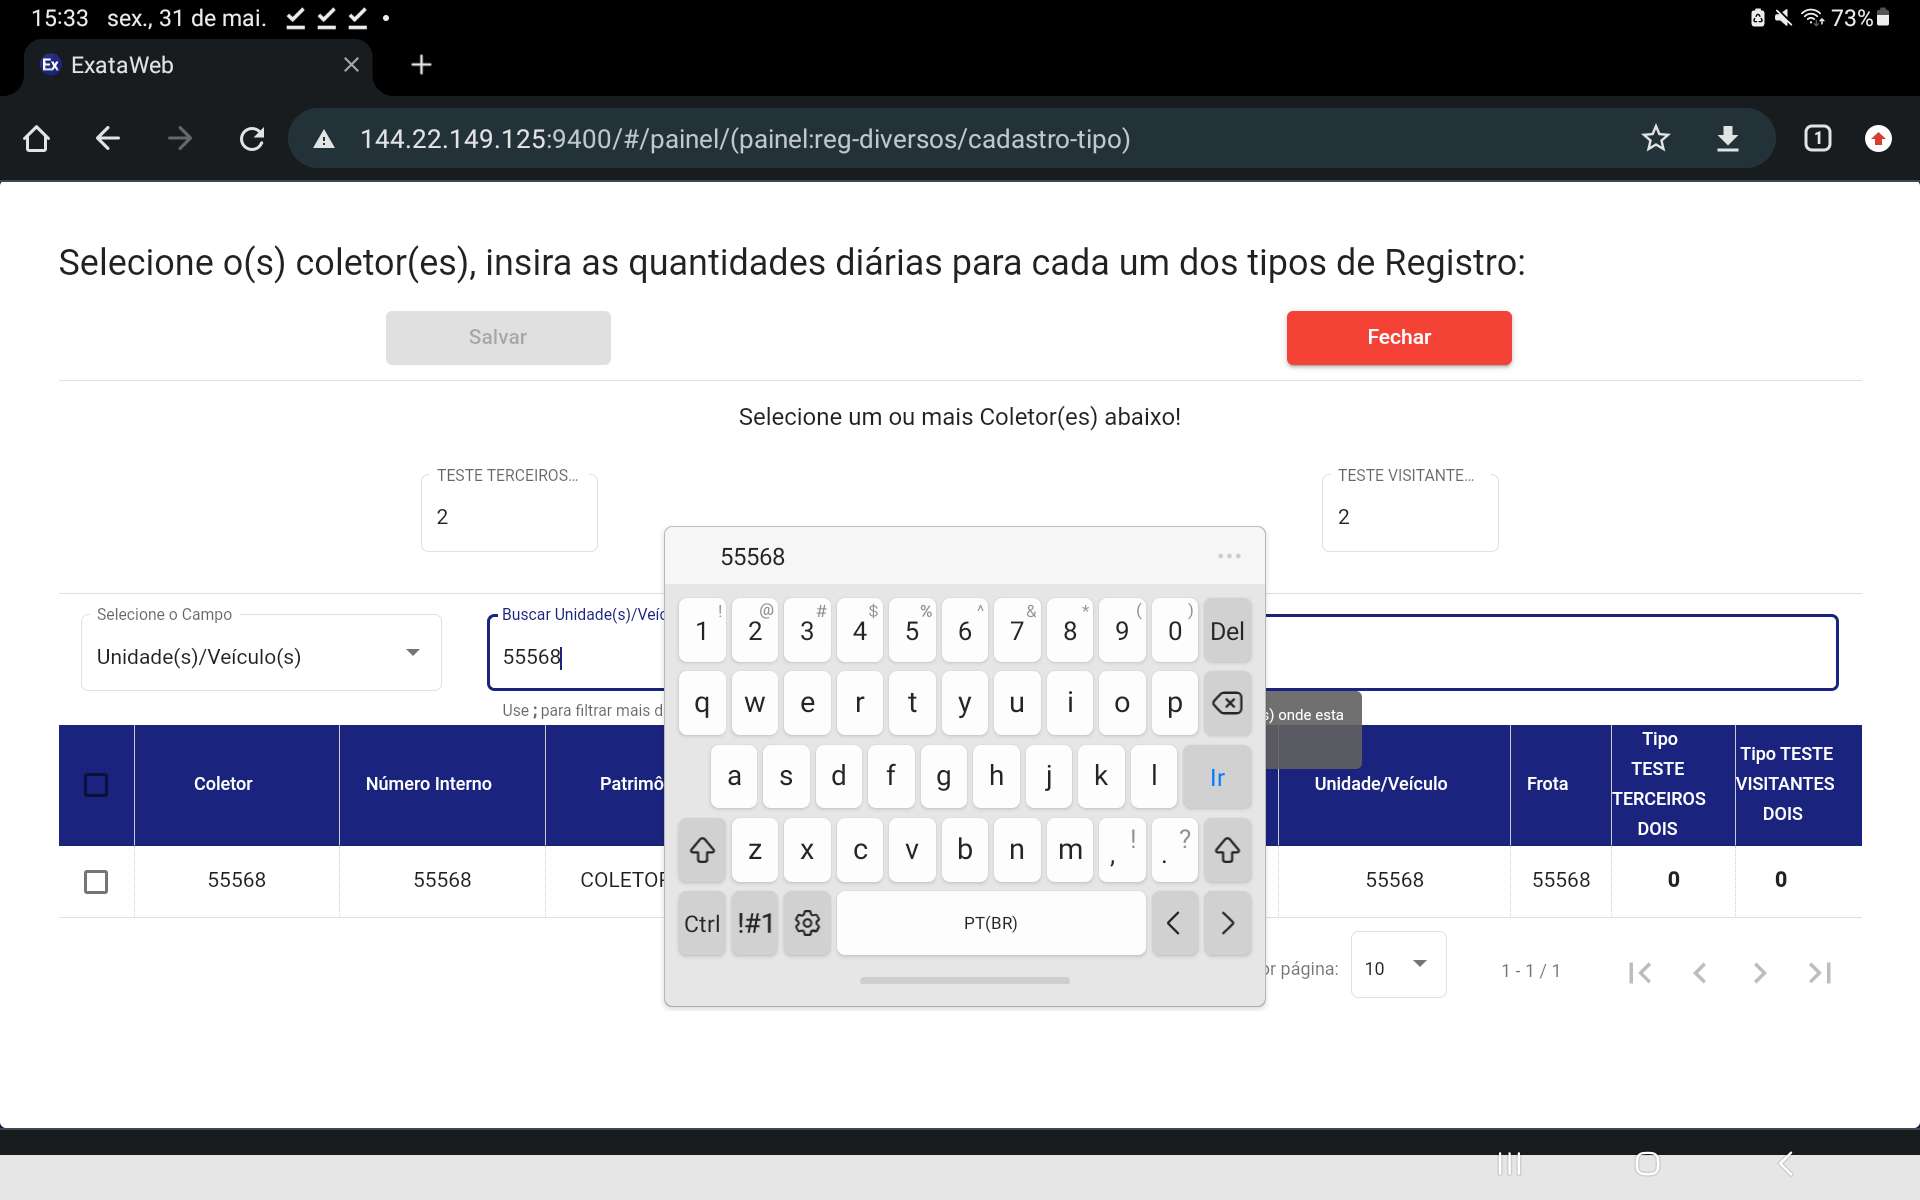 15:33 sex., 31 de mai. 73%
Ex ExataWeb
144.22.149.125:9400/#/painel/(painel:reg-diversos/cadastro-tipo) 1
Selecione o(s) coletor(es), insira as quantidades diárias para cada um dos tipos de Registro:
Salvar Fechar
Selecione um ou mais Coletor(es) abaixo!
TESTE TERCEIROS... TESTE VISITANTE...
2 2
Selecione o Campo
Unidade(s)/Veículo(s)
Buscar Unidade(s)/Veíc
55568
Use ; para filtrar mais d
s) onde esta
Coletor Número Interno Patrimô Unidade/Veículo Frota
Tipo
TESTE
TERCEIROS
DOIS
Tipo TESTE
VISITANTES
DOIS
55568 55568 COLETOR 55568 55568 0 0
or página: 10 1 - 1 / 1
55568 ...
! @ # $ % ^ & * ( )
1 2 3 4 5 6 7 8 9 0 Del
q w e r t y u i o p
a s d f g h j k l Ir
z x c v b n m , ! . ?
Ctrl !#1 PT(BR) < >